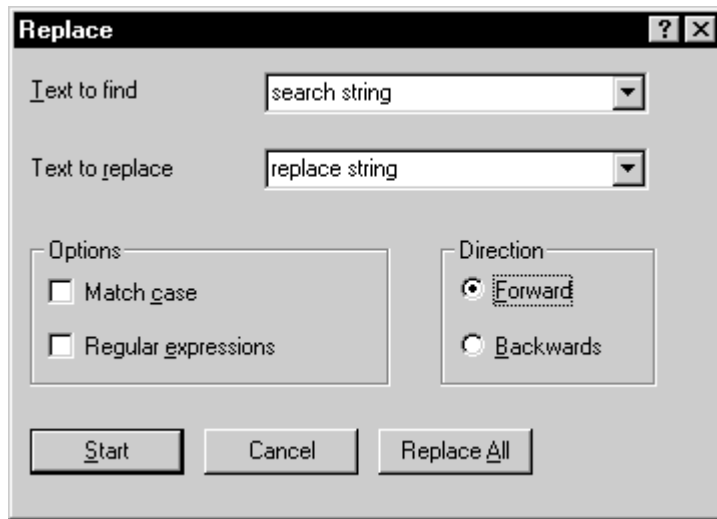 Replace
Text to find search string
Text to replace replace string
Options Direction
Match case Forward
Regular expressions Backwards
Start Cancel Replace All